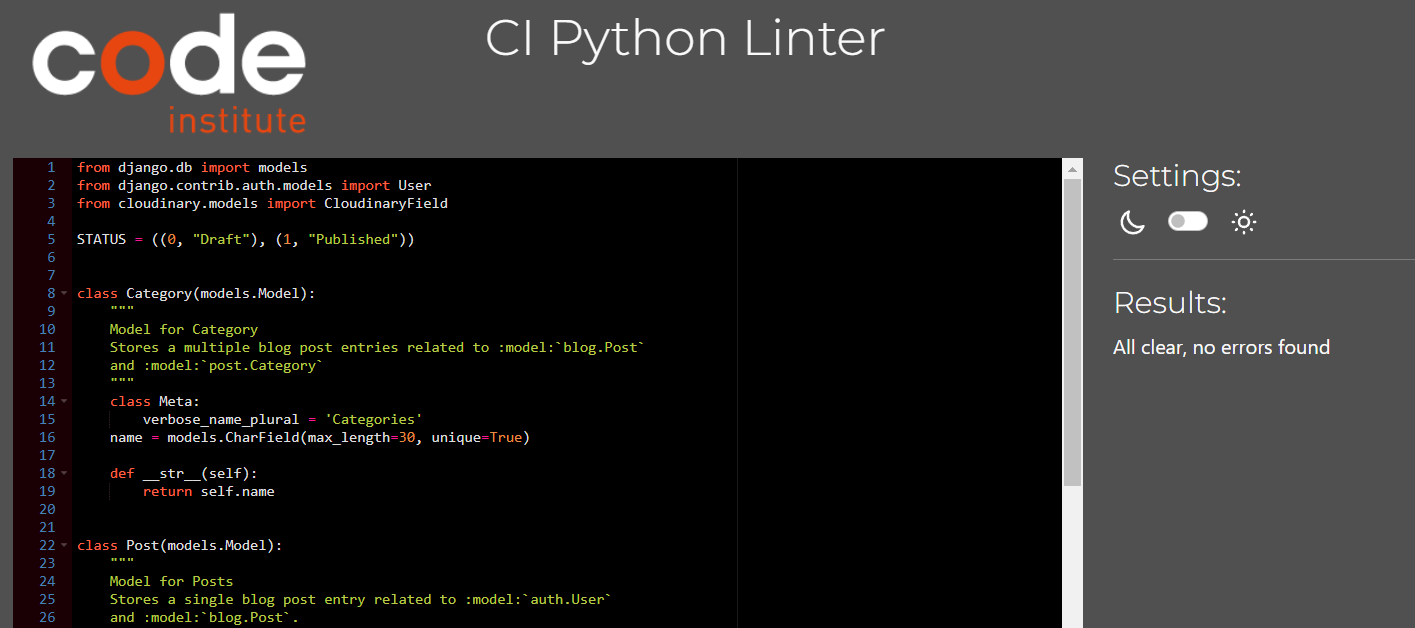 code
institute
CI Python Linter
1 from django.db import models
2 from django.contrib.auth.models import User
3 from cloudinary.models import CloudinaryField
4
5 STATUS = ((0, "Draft"), (1, "Published"))
6
7
8 class Category(models.Model):
9     """
10     Model for Category
11     Stores a multiple blog post entries related to :model:`blog.Post`
12     and :model:`post.Category`
13     """
14     class Meta:
15         verbose_name_plural = 'Categories'
16     name = models.CharField(max_length=30, unique=True)
17
18     def __str__(self):
19         return self.name
20
21
22 class Post(models.Model):
23     """
24     Model for Posts
25     Stores a single blog post entry related to :model:`auth.User`
26     and :model:`blog.Post`.
Settings:
Results:
All clear, no errors found